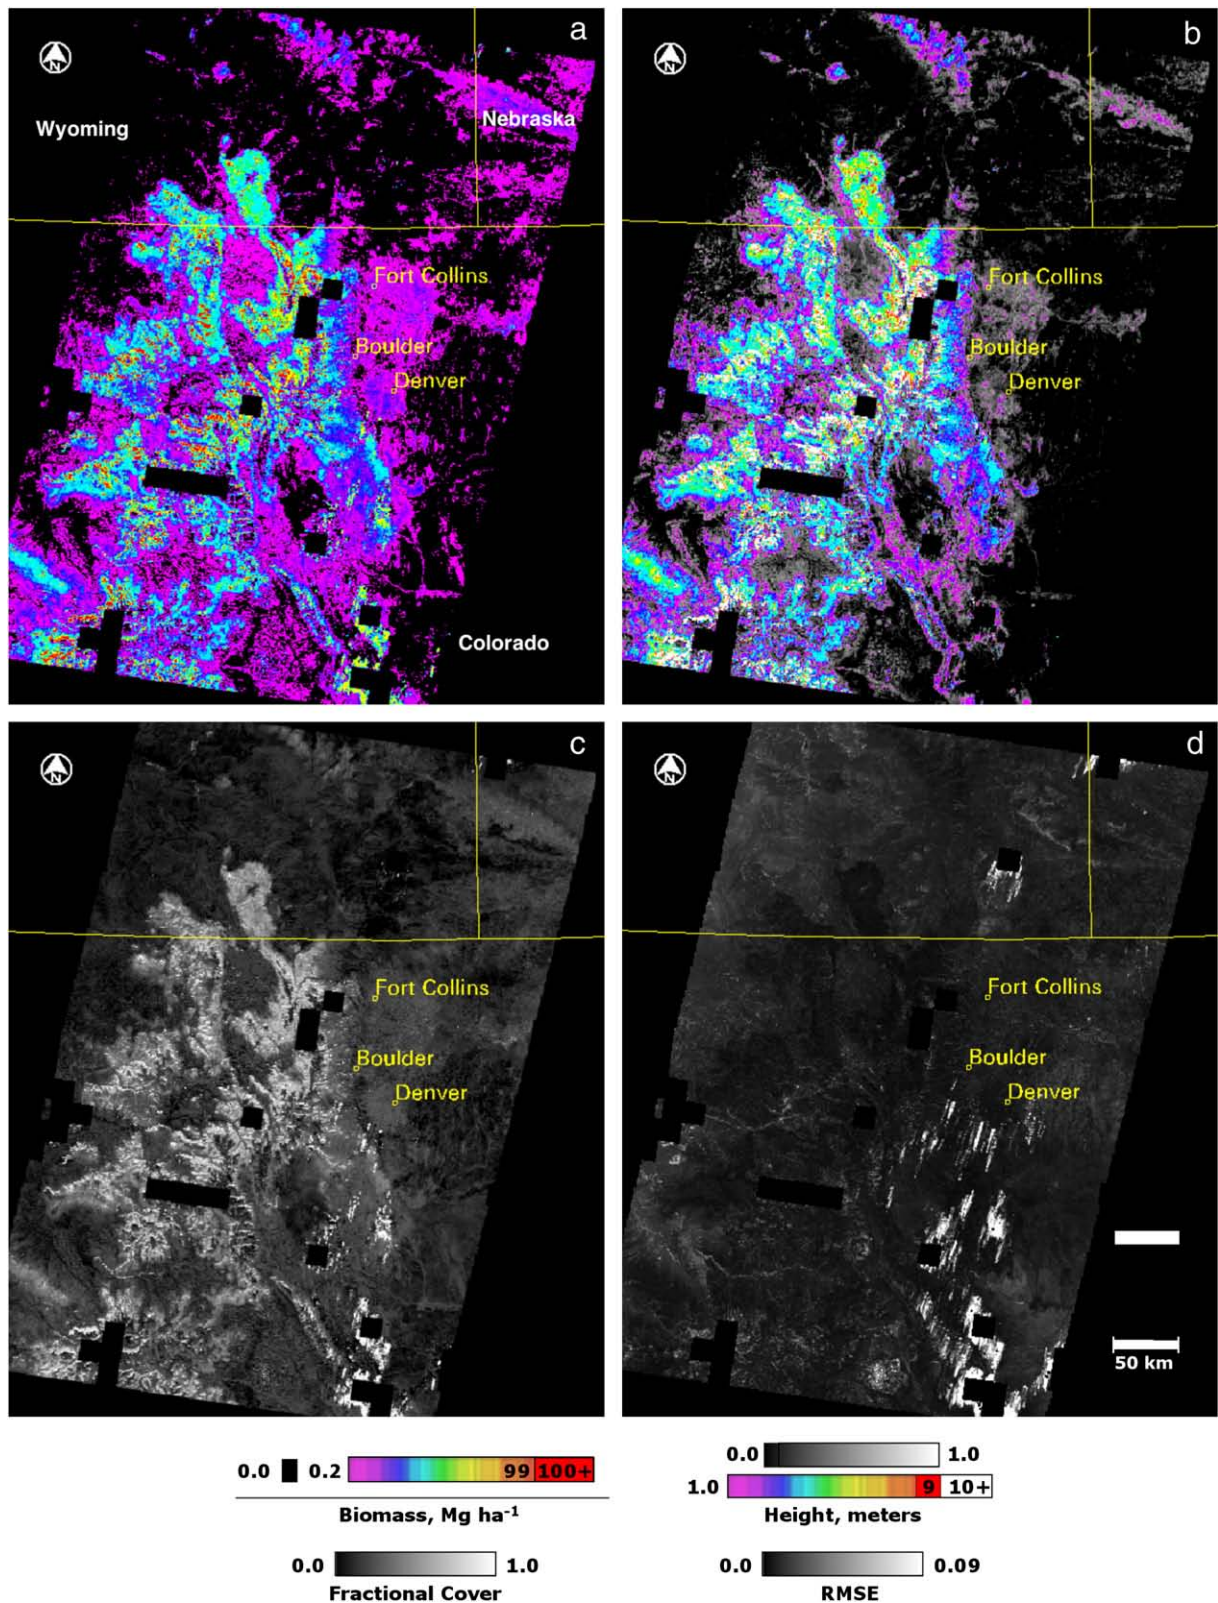 a
N
Wyoming
Nebraska
Fort Collins
Boulder
Denver
Colorado
b
N
Fort Collins
Boulder
Denver
c
N
Fort Collins
Boulder
Denver
d
N
Fort Collins
Boulder
Denver
50 km
0.0 0.2 99 100+
Biomass, Mg ha⁻¹
0.0 1.0
Fractional Cover
0.0 1.0
1.0 9 10+
Height, meters
0.0 0.09
RMSE